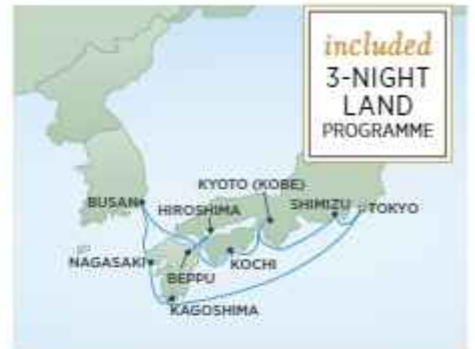 included
3-NIGHT
LAND
PROGRAMME
KYOTO (KOBE)
BUSAN
HIROSHIMA
SHIMIZU
TOKYO
NAGASAKI
BEPPU
KOCHI
KAGOSHIMA